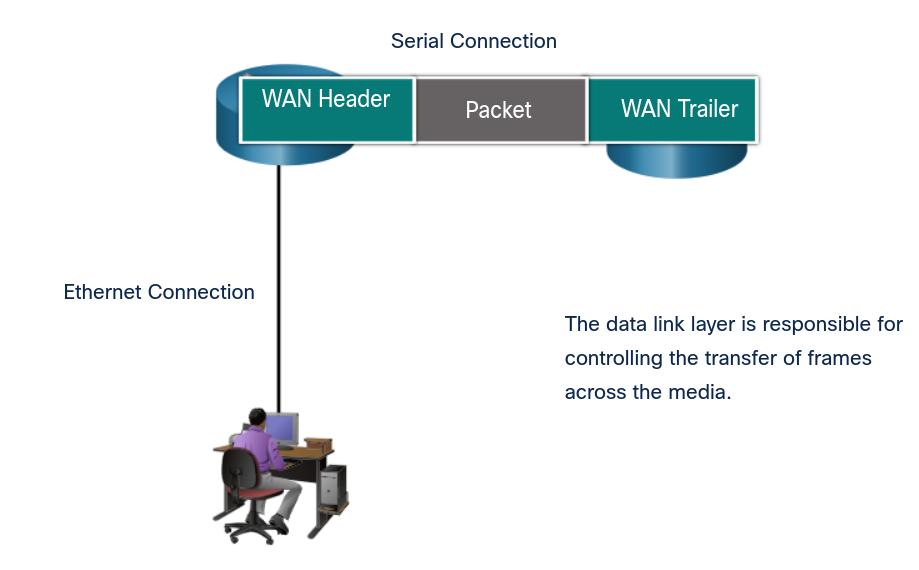 Serial Connection
WAN Header
Packet
WAN Trailer
Ethernet Connection
The data link layer is responsible for
controlling the transfer of frames
across the media.